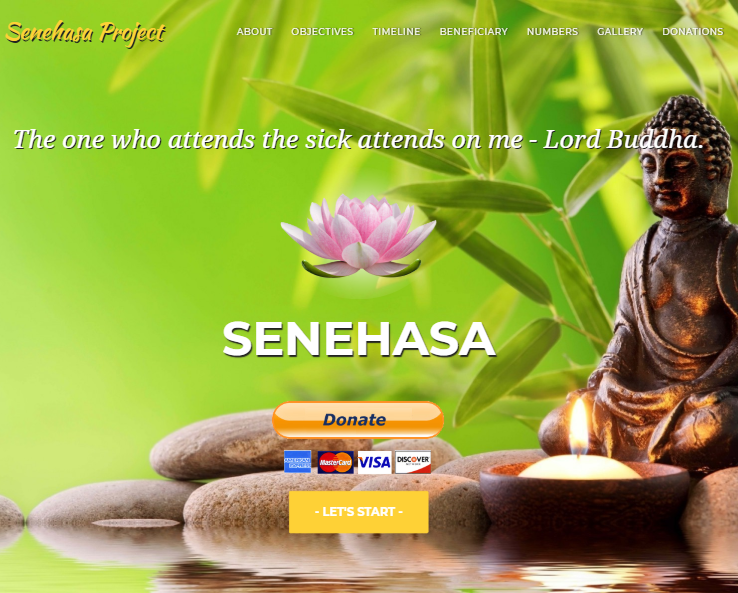 Senehasa Project
ABOUT OBJECTIVES TIMELINE BENEFICIARY NUMBERS GALLERY DONATIONS
The one who attends the sick attends on me - Lord Buddha.
SENEHASA
Donate
MasterCard VISA DISCOVER
- LET'S START -